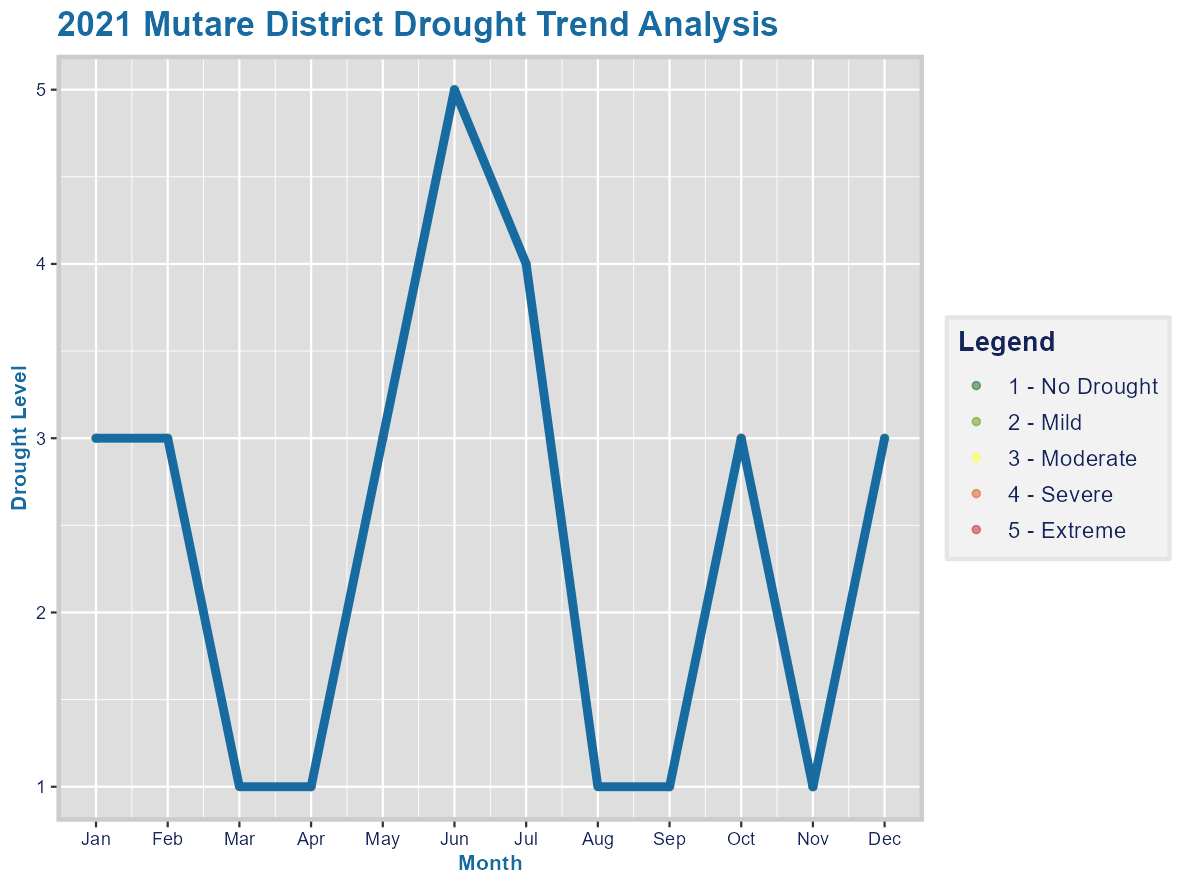 2021 Mutare District Drought Trend Analysis
Drought Level
5
4
3
2
1
Jan Feb Mar Apr May Jun Jul Aug Sep Oct Nov Dec
Month
Legend
1 - No Drought
2 - Mild
3 - Moderate
4 - Severe
5 - Extreme